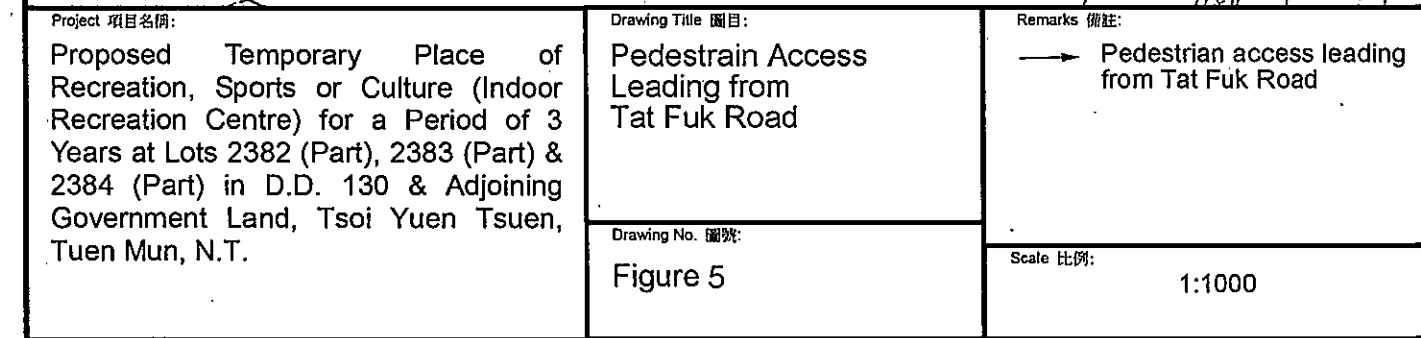 Project 項目名稱:
Proposed Temporary Place of
Recreation, Sports or Culture (Indoor
Recreation Centre) for a Period of 3
Years at Lots 2382 (Part), 2383 (Part) &
2384 (Part) in D.D. 130 & Adjoining
Government Land, Tsoi Yuen Tsuen,
Tuen Mun, N.T.
Drawing Title 圖目:
Pedestrain Access
Leading from
Tat Fuk Road
Drawing No. 圖號:
Figure 5
Remarks 備註:
Pedestrian access leading
from Tat Fuk Road
Scale 比例:
1:1000